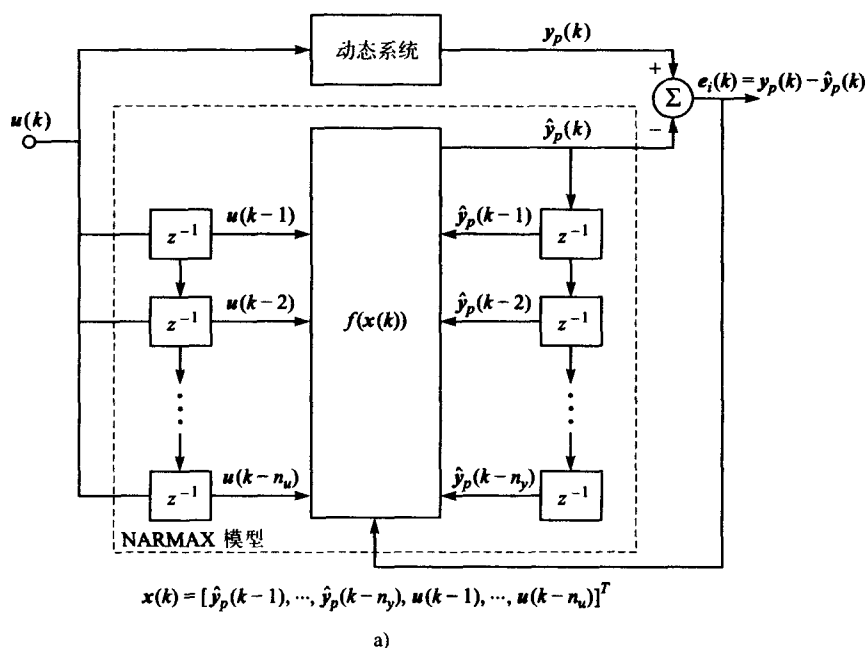 动态系统
y_p(k)
+
e_i(k) = y_p(k) − ŷ_p(k)
Σ
−
u(k)
ŷ_p(k)
z⁻¹
u(k−1)
ŷ_p(k−1)
z⁻¹
z⁻¹
u(k−2)
f(x(k))
ŷ_p(k−2)
z⁻¹
z⁻¹
u(k−n_u)
ŷ_p(k−n_y)
z⁻¹
NARMAX 模型
x(k) = [ŷ_p(k−1), ⋯, ŷ_p(k−n_y), u(k−1), ⋯, u(k−n_u)]^T
a)